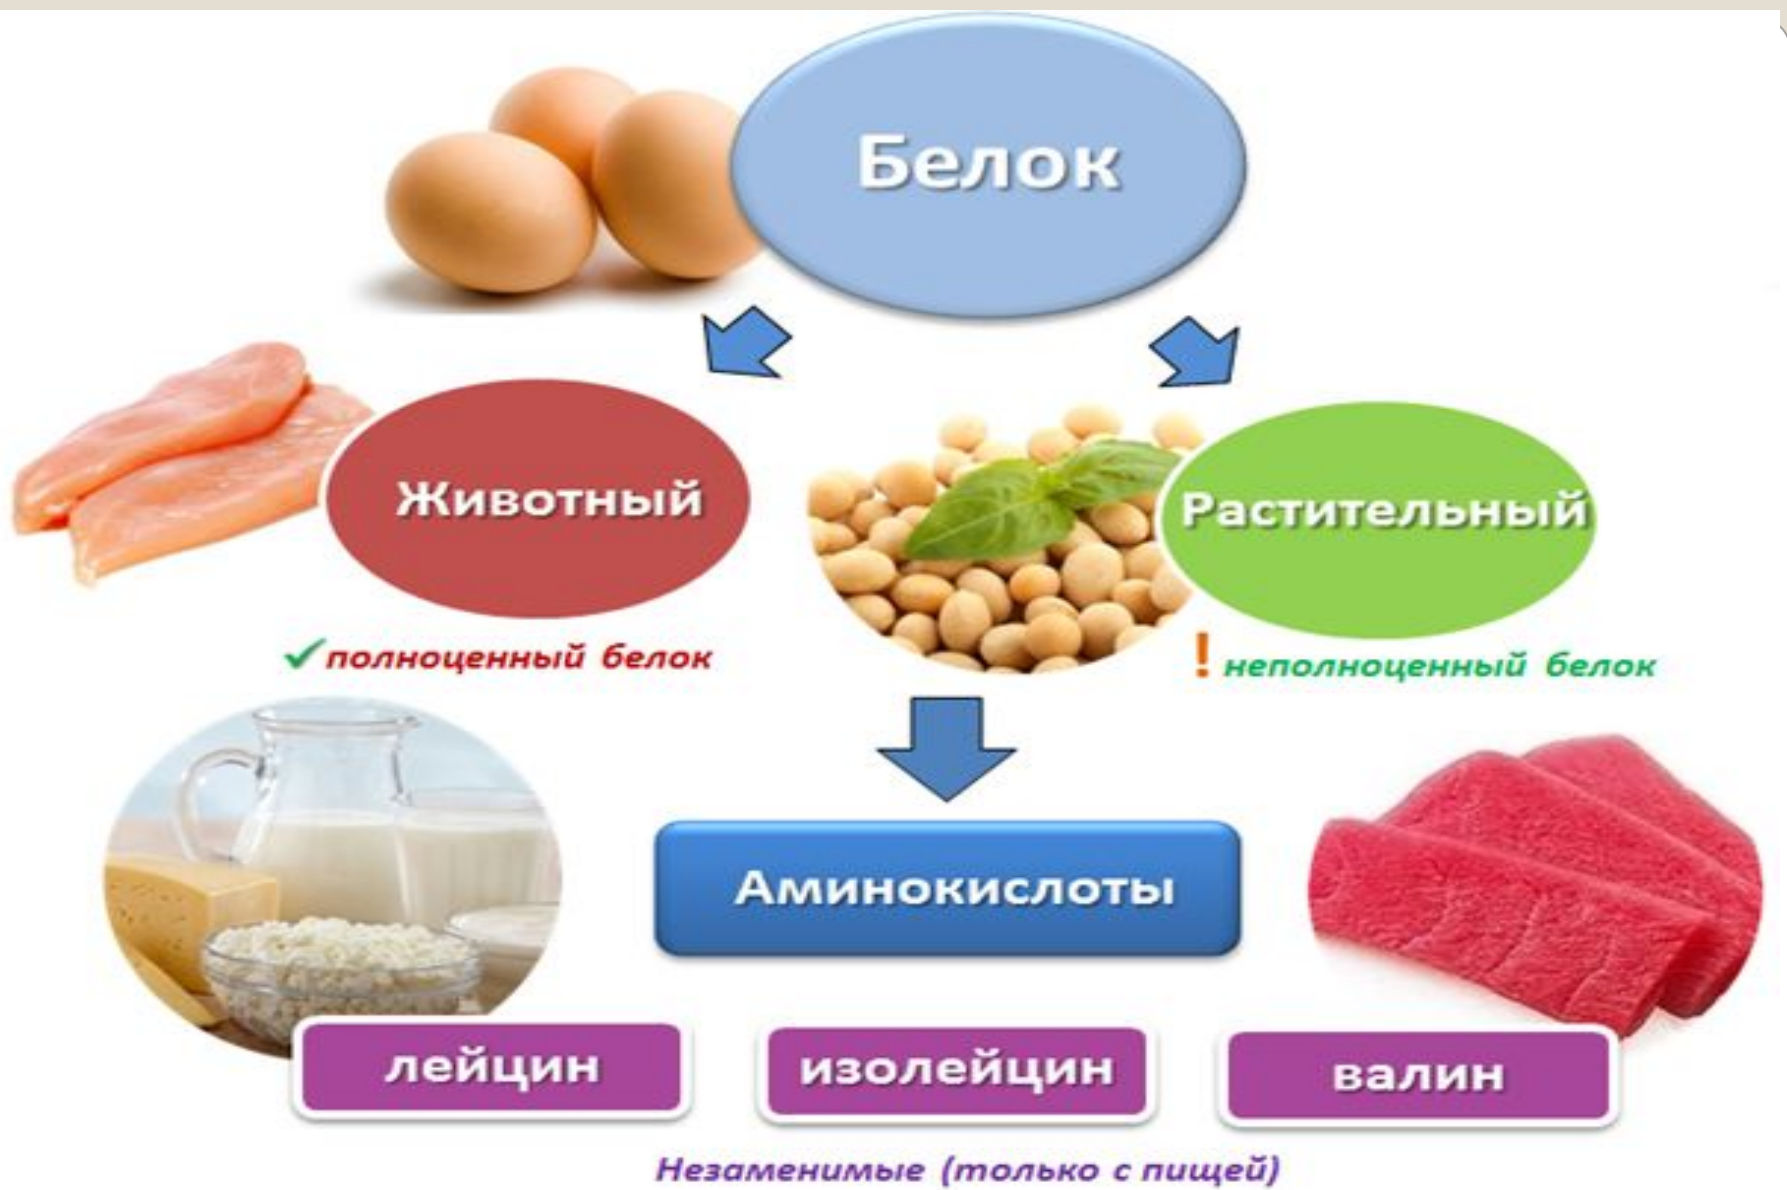 Белок
Животный
Растительный
полноценный белок
! неполноценный белок
Аминокислоты
лейцин
изолейцин
валин
Незаменимые (только с пищей)